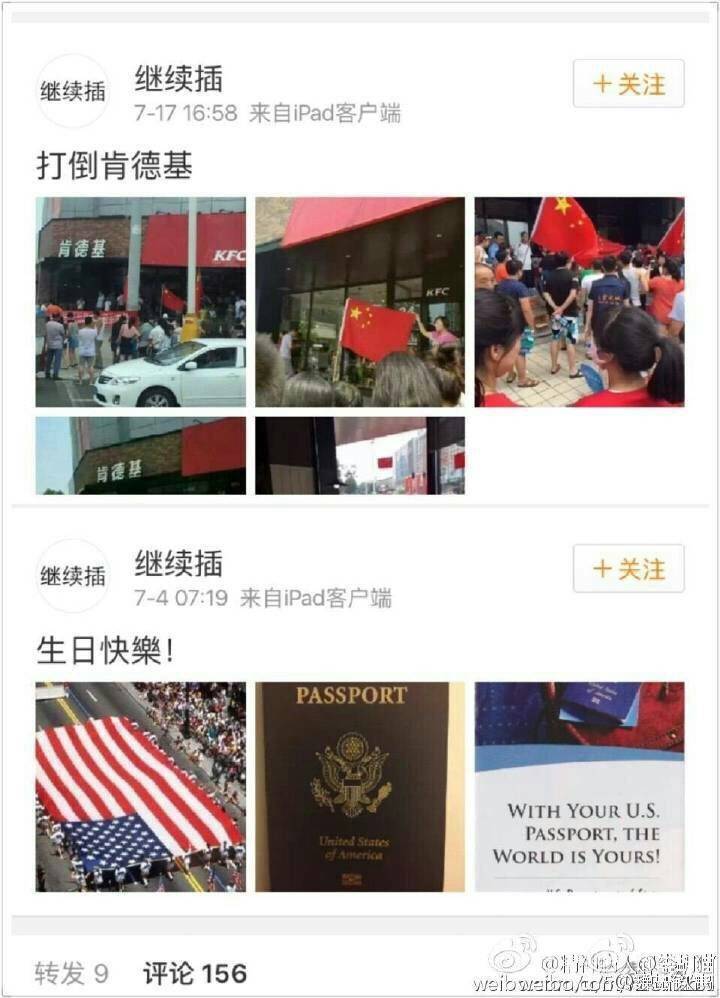 继续插
继续插
+关注
7-17 16:58 来自iPad客户端
打倒肯德基
肯德基
KFC
KFC
肯德基
继续插
继续插
+关注
7-4 07:19 来自iPad客户端
生日快樂!
PASSPORT
United States
of America
WITH YOUR U.S.
PASSPORT, THE
WORLD IS YOURS!
转发 9 评论 156